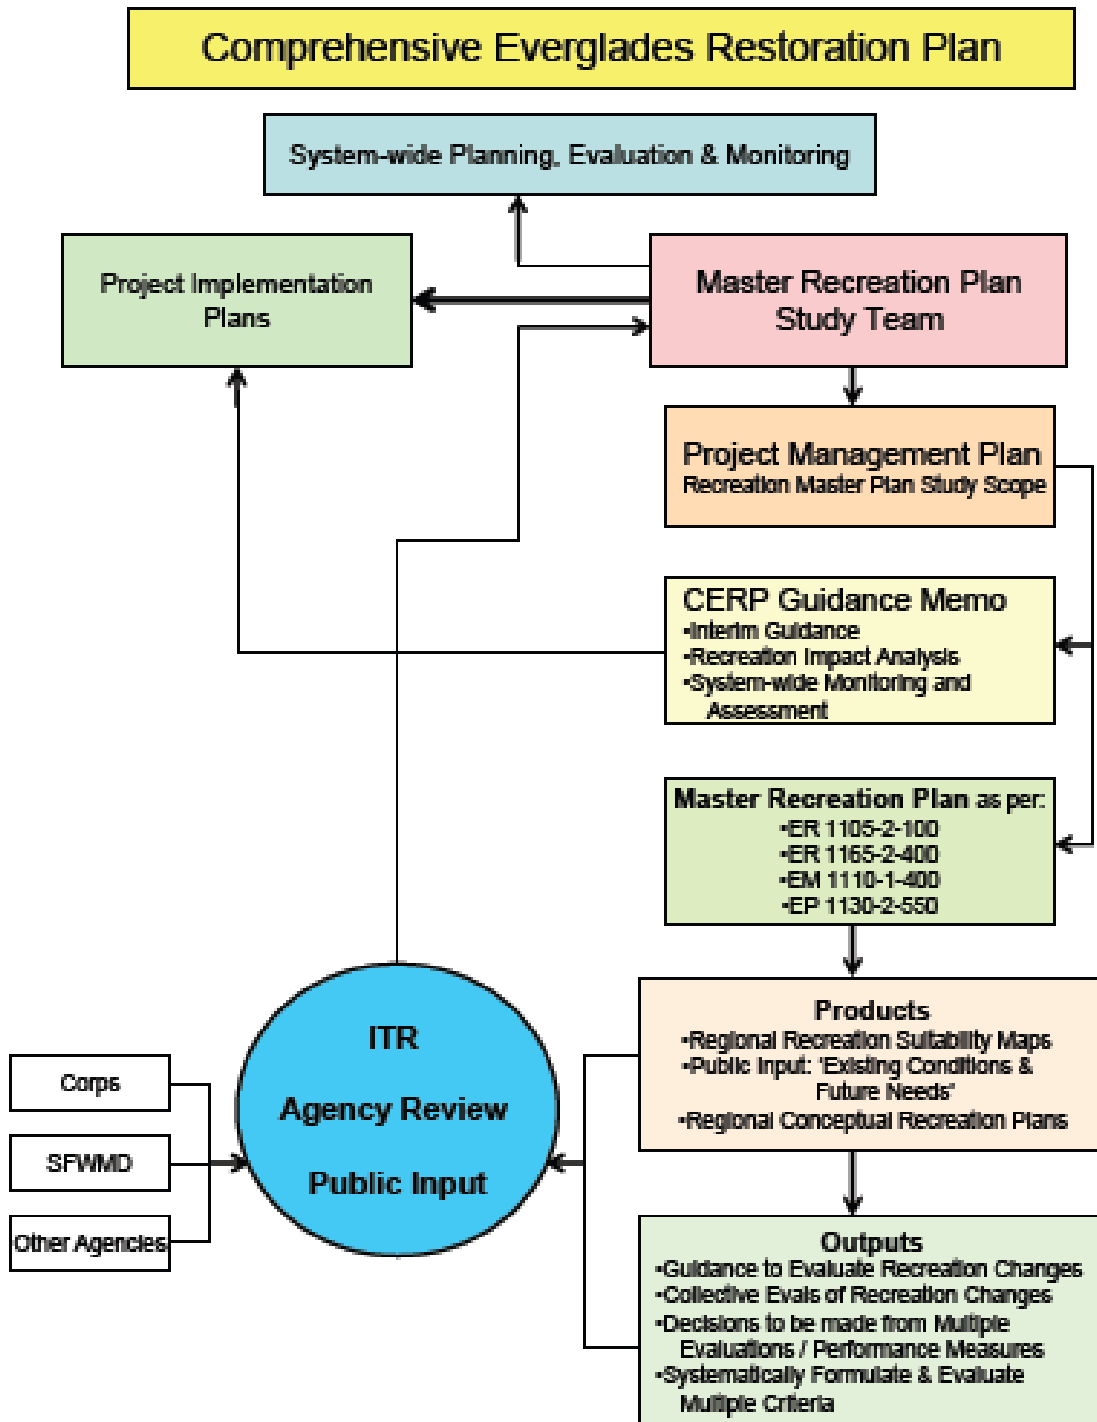 Comprehensive Everglades Restoration Plan
System-wide Planning, Evaluation & Monitoring
Project Implementation
Plans
Master Recreation Plan
Study Team
Project Management Plan
Recreation Master Plan Study Scope
CERP Guidance Memo
•Interim Guidance
•Recreation Impact Analysis
•System-wide Monitoring and
Assessment
Master Recreation Plan as per:
•ER 1105-2-100
•ER 1165-2-400
•EM 1110-1-400
•EP 1130-2-550
Products
•Regional Recreation Suitability Maps
•Public Input: 'Existing Conditions &
Future Needs'
•Regional Conceptual Recreation Plans
ITR
Agency Review
Public Input
Corps
SFWMD
Other Agencies
Outputs
•Guidance to Evaluate Recreation Changes
•Collective Evals of Recreation Changes
•Decisions to be made from Multiple
Evaluations / Performance Measures
•Systematically Formulate & Evaluate
Multiple Criteria